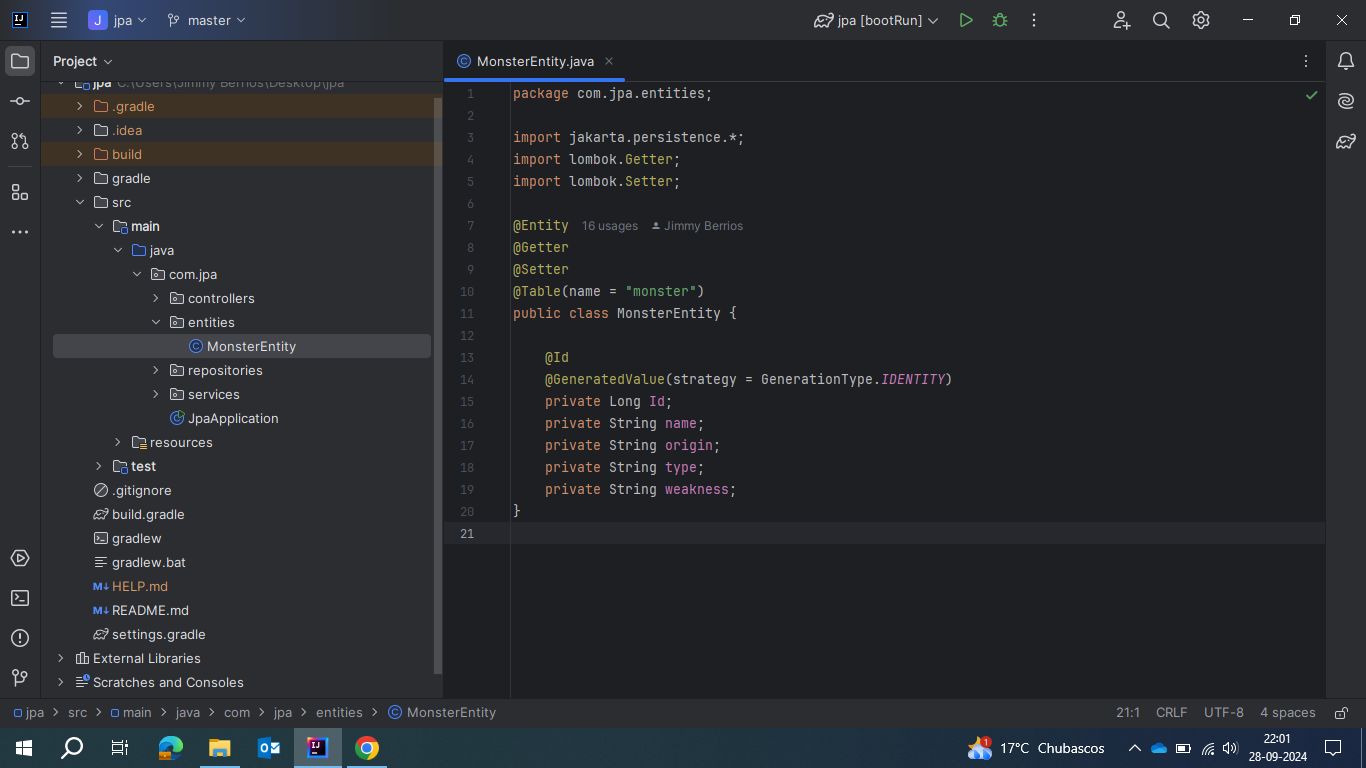 IJ J jpa master jpa [bootRun]
Project
jpa C:\Users\Jimmy Berrios\Desktop\jpa
.gradle
.idea
build
gradle
src
main
java
com.jpa
controllers
entities
MonsterEntity
repositories
services
JpaApplication
resources
test
.gitignore
build.gradle
gradlew
gradlew.bat
M↓ HELP.md
M↓ README.md
settings.gradle
External Libraries
Scratches and Consoles
MonsterEntity.java
1 package com.jpa.entities;
2
3 import jakarta.persistence.*;
4 import lombok.Getter;
5 import lombok.Setter;
6
7 @Entity 16 usages Jimmy Berrios
8 @Getter
9 @Setter
10 @Table(name = "monster")
11 public class MonsterEntity {
12
13 @Id
14 @GeneratedValue(strategy = GenerationType.IDENTITY)
15 private Long Id;
16 private String name;
17 private String origin;
18 private String type;
19 private String weakness;
20 }
21
jpa > src > main > java > com > jpa > entities > MonsterEntity
21:1 CRLF UTF-8 4 spaces
1 17°C Chubascos
22:01
28-09-2024